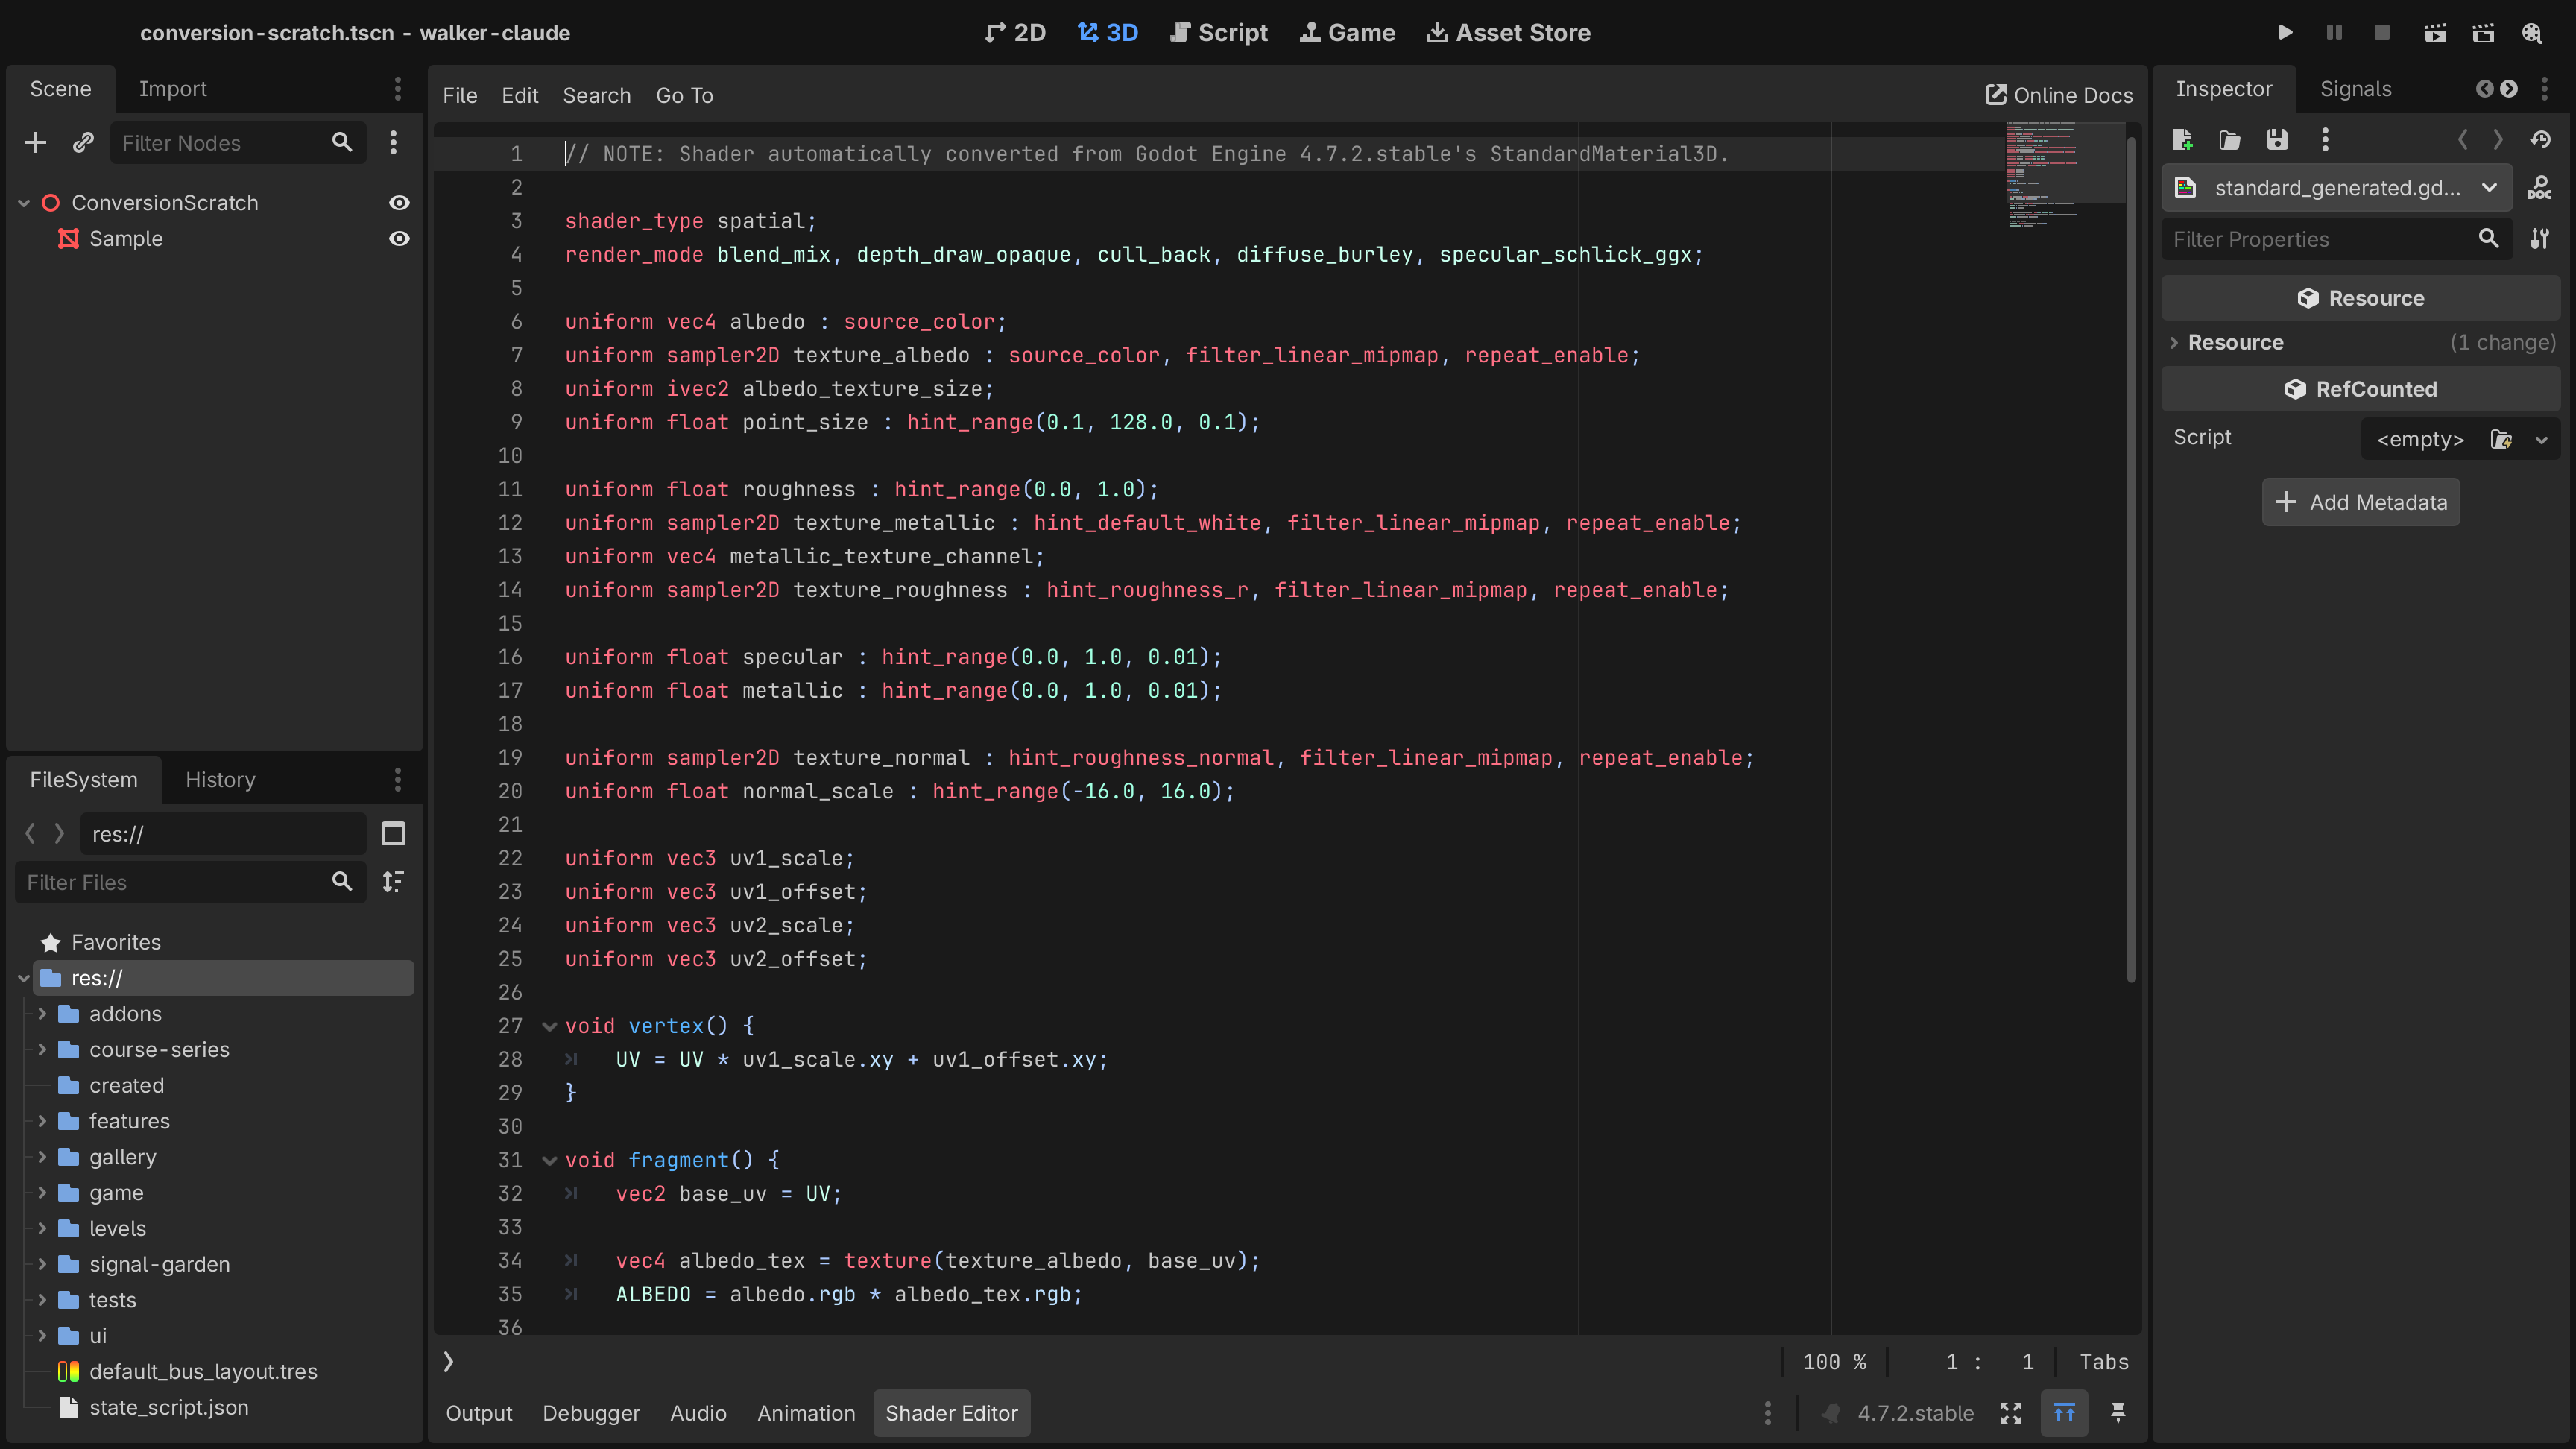 conversion-scratch.tscn - walker-claude
2D
3D
Script
Game
Asset Store
Scene
Import
Filter Nodes
ConversionScratch
Sample
FileSystem
History
res://
Filter Files
Favorites
res://
addons
course-series
created
features
gallery
game
levels
signal-garden
tests
ui
default_bus_layout.tres
state_script.json
File Edit Search Go To
Online Docs
1 // NOTE: Shader automatically converted from Godot Engine 4.7.2.stable's StandardMaterial3D.
2
3 shader_type spatial;
4 render_mode blend_mix, depth_draw_opaque, cull_back, diffuse_burley, specular_schlick_ggx;
5
6 uniform vec4 albedo : source_color;
7 uniform sampler2D texture_albedo : source_color, filter_linear_mipmap, repeat_enable;
8 uniform ivec2 albedo_texture_size;
9 uniform float point_size : hint_range(0.1, 128.0, 0.1);
10
11 uniform float roughness : hint_range(0.0, 1.0);
12 uniform sampler2D texture_metallic : hint_default_white, filter_linear_mipmap, repeat_enable;
13 uniform vec4 metallic_texture_channel;
14 uniform sampler2D texture_roughness : hint_roughness_r, filter_linear_mipmap, repeat_enable;
15
16 uniform float specular : hint_range(0.0, 1.0, 0.01);
17 uniform float metallic : hint_range(0.0, 1.0, 0.01);
18
19 uniform sampler2D texture_normal : hint_roughness_normal, filter_linear_mipmap, repeat_enable;
20 uniform float normal_scale : hint_range(-16.0, 16.0);
21
22 uniform vec3 uv1_scale;
23 uniform vec3 uv1_offset;
24 uniform vec3 uv2_scale;
25 uniform vec3 uv2_offset;
26
27 void vertex() {
28 UV = UV * uv1_scale.xy + uv1_offset.xy;
29 }
30
31 void fragment() {
32 vec2 base_uv = UV;
33
34 vec4 albedo_tex = texture(texture_albedo, base_uv);
35 ALBEDO = albedo.rgb * albedo_tex.rgb;
36
100 % 1 : 1 Tabs
Output Debugger Audio Animation Shader Editor
4.7.2.stable
Inspector
Signals
standard_generated.gd...
DOC
Filter Properties
Resource
Resource (1 change)
RefCounted
Script <empty>
Add Metadata